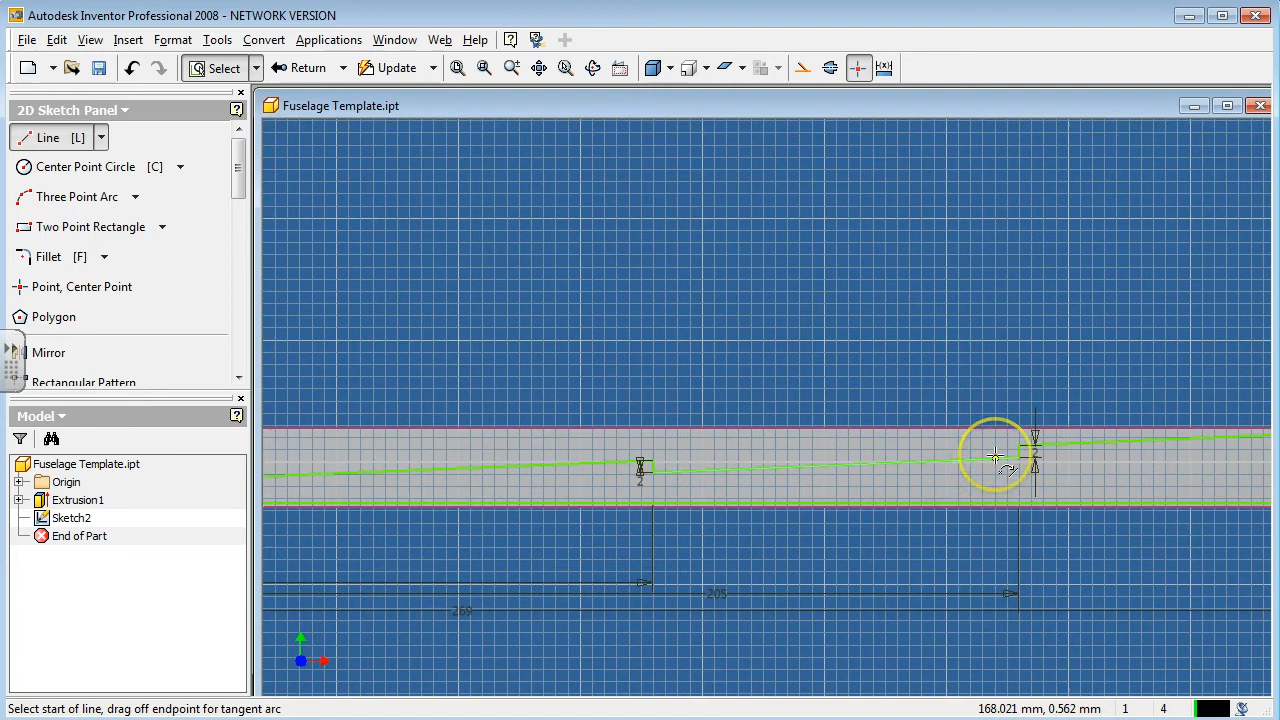 Autodesk Inventor Professional 2008 - NETWORK VERSION
File Edit View Insert Format Tools Convert Applications Window Web Help
Select Return Update
2D Sketch Panel
Fuselage Template.ipt
Line [L]
Center Point Circle [C]
Three Point Arc
Two Point Rectangle
Fillet [F]
Point, Center Point
Polygon
Mirror
Rectangular Pattern
2
2
205
269
Model
Fuselage Template.ipt
Origin
Extrusion1
Sketch2
End of Part
Select start of line, drag off endpoint for tangent arc 168.021 mm, 0.562 mm 1 4